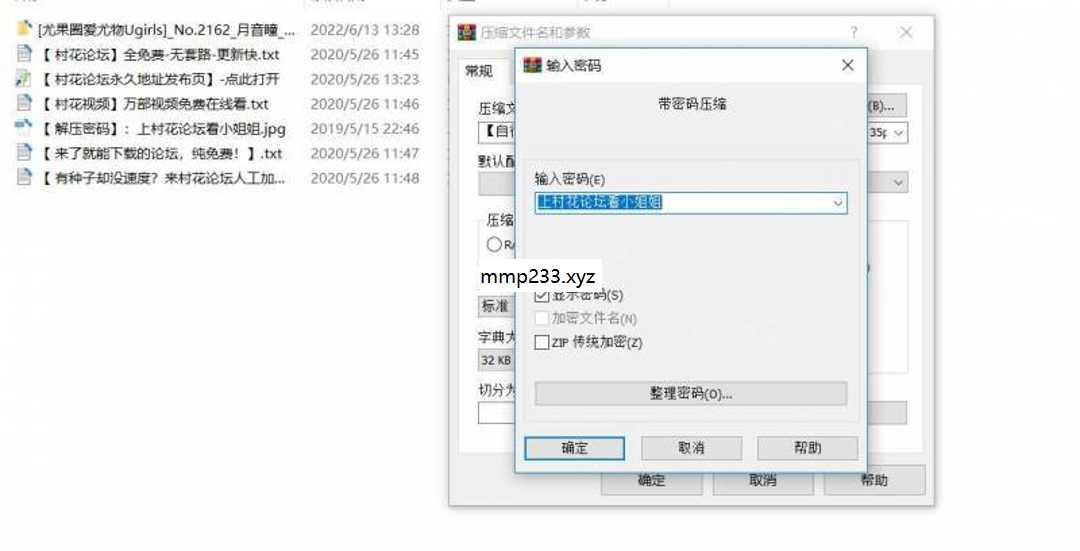 [尤果圈爱尤物Ugirls]_No.2162_月音瞳_... 2022/6/13 13:28
【 村花论坛】全免费-无套路-更新快.txt 2020/5/26 11:45
【 村花论坛永久地址发布页】-点此打开 2020/5/26 13:23
【 村花视频】万部视频免费在线看.txt 2020/5/26 11:46
【 解压密码】：上村花论坛看小姐姐.jpg 2019/5/15 22:46
【 来了就能下载的论坛，纯免费！】.txt 2020/5/26 11:47
【 有种子却没速度？来村花论坛人工加... 2020/5/26 11:48
压缩文件名和参数
?
常规
压缩文
(B)...
【自行
35p
默认配
压缩
RA
标准
字典大
32 KB
切分为
输入密码
带密码压缩
输入密码(E)
上村花论坛看小姐姐
mmp233.xyz
显示密码(S)
加密文件名(N)
ZIP 传统加密(Z)
整理密码(O)...
确定 取消 帮助
确定 取消 帮助